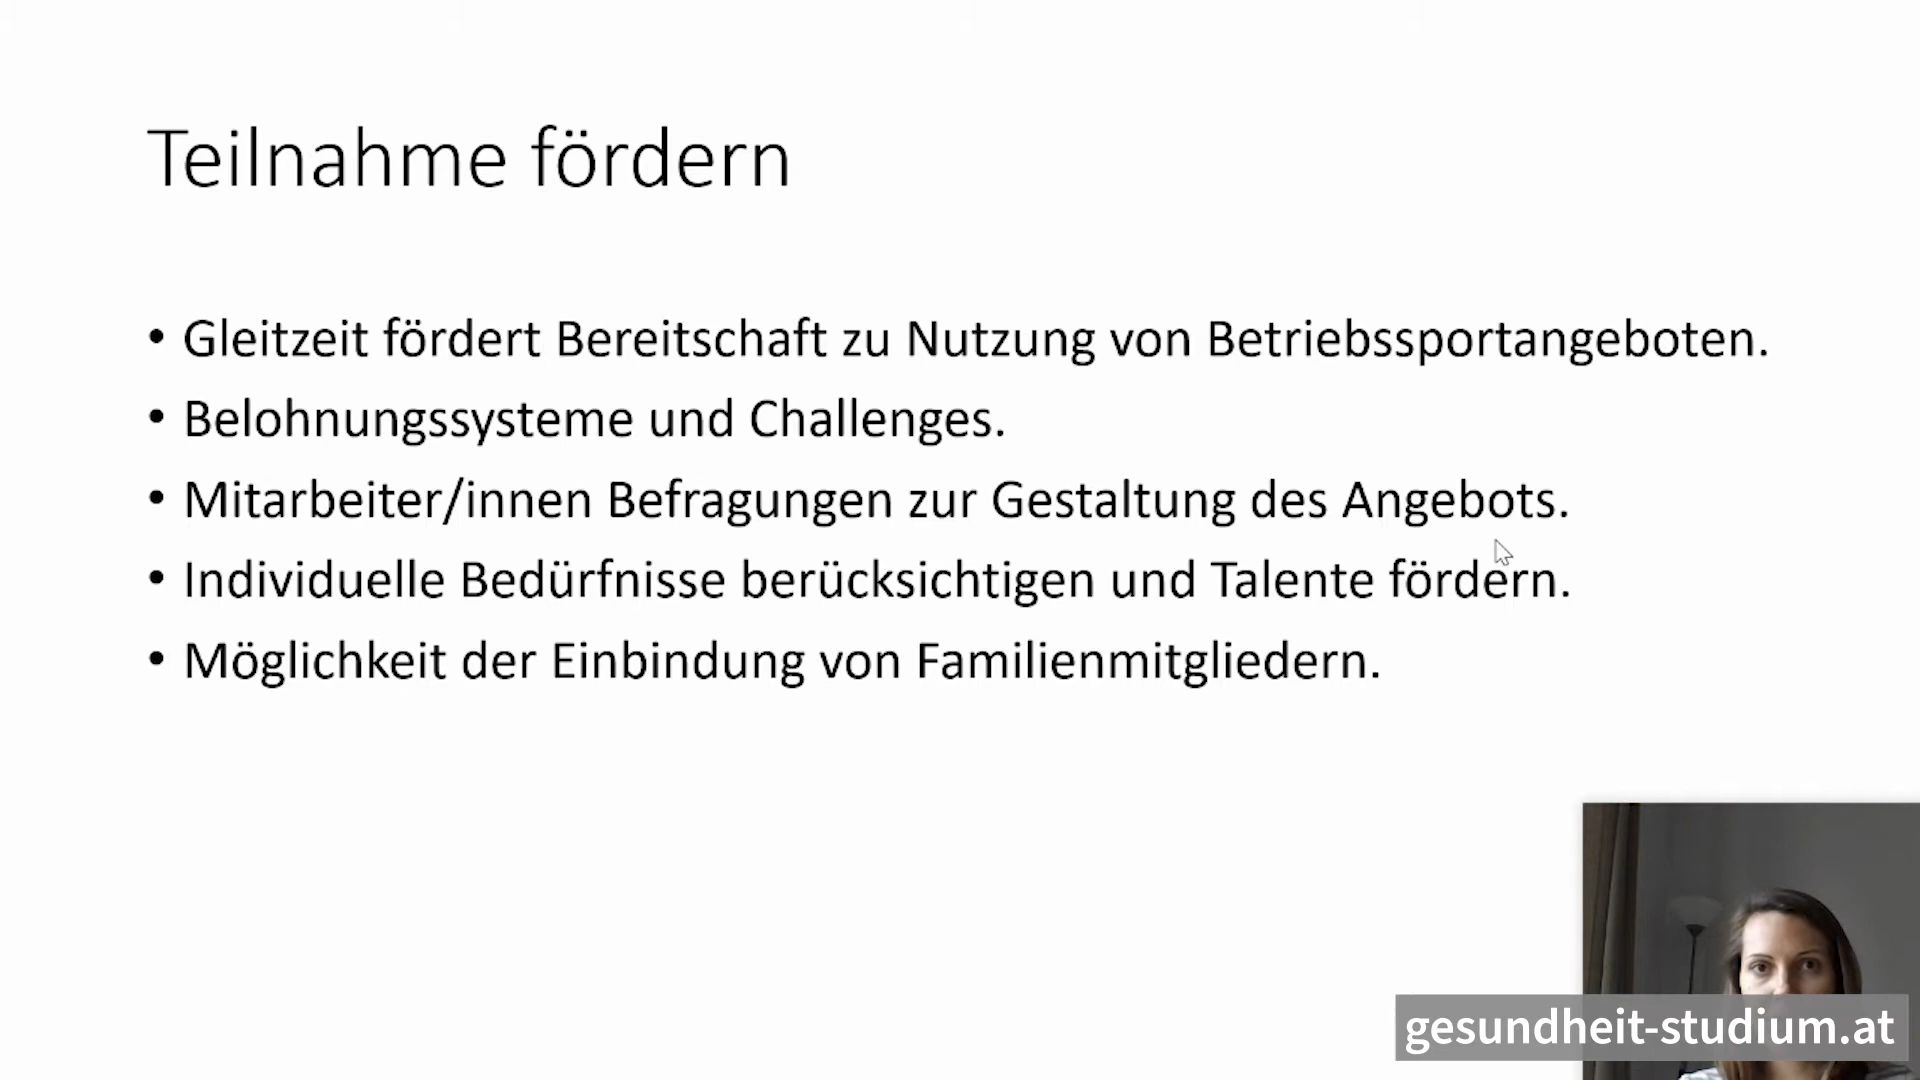 Teilnahme fördern
• Gleitzeit fördert Bereitschaft zu Nutzung von Betriebssportangeboten.
• Belohnungssysteme und Challenges.
• Mitarbeiter/innen Befragungen zur Gestaltung des Angebots.
• Individuelle Bedürfnisse berücksichtigen und Talente fördern.
• Möglichkeit der Einbindung von Familienmitgliedern.
gesundheit-studium.at